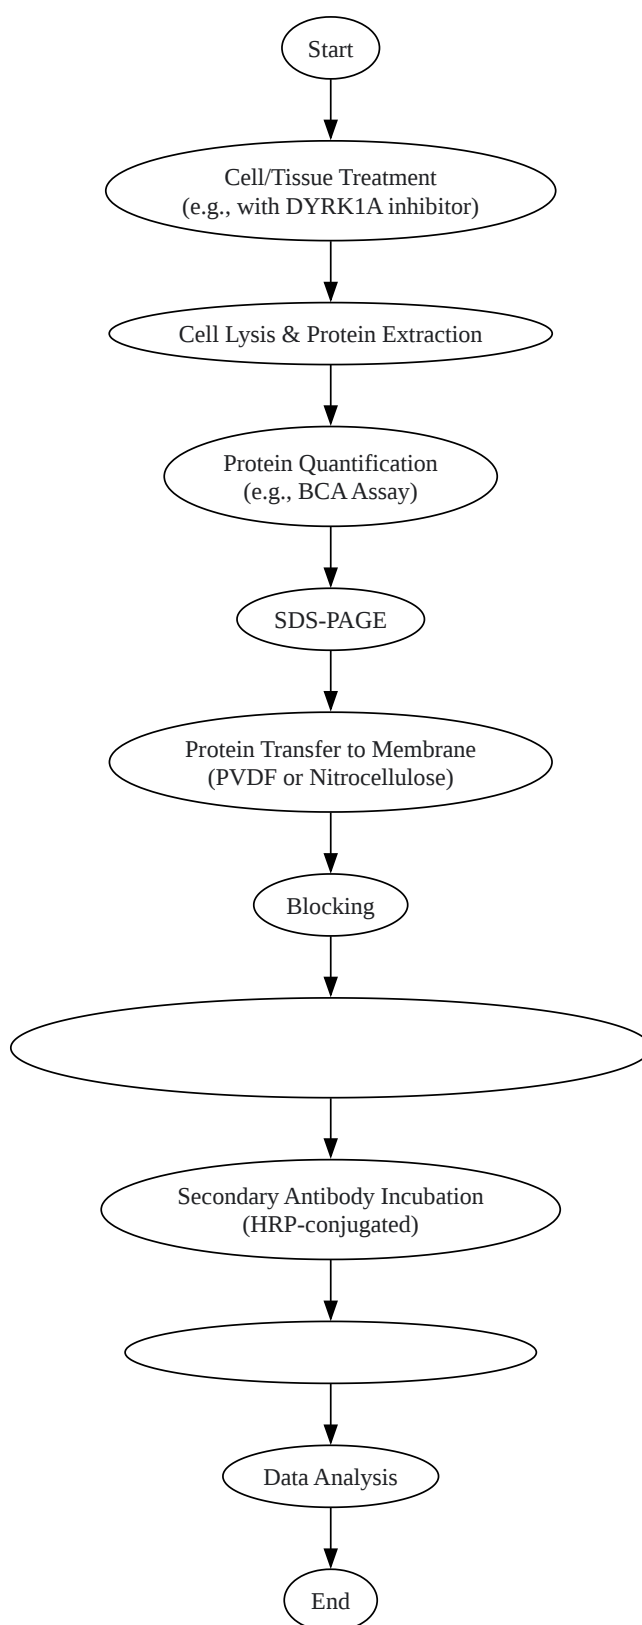 Start
Cell/Tissue Treatment
(e.g., with DYRK1A inhibitor)
Cell Lysis & Protein Extraction
Protein Quantification
(e.g., BCA Assay)
SDS-PAGE
Protein Transfer to Membrane
(PVDF or Nitrocellulose)
Blocking
Secondary Antibody Incubation
(HRP-conjugated)
Data Analysis
End